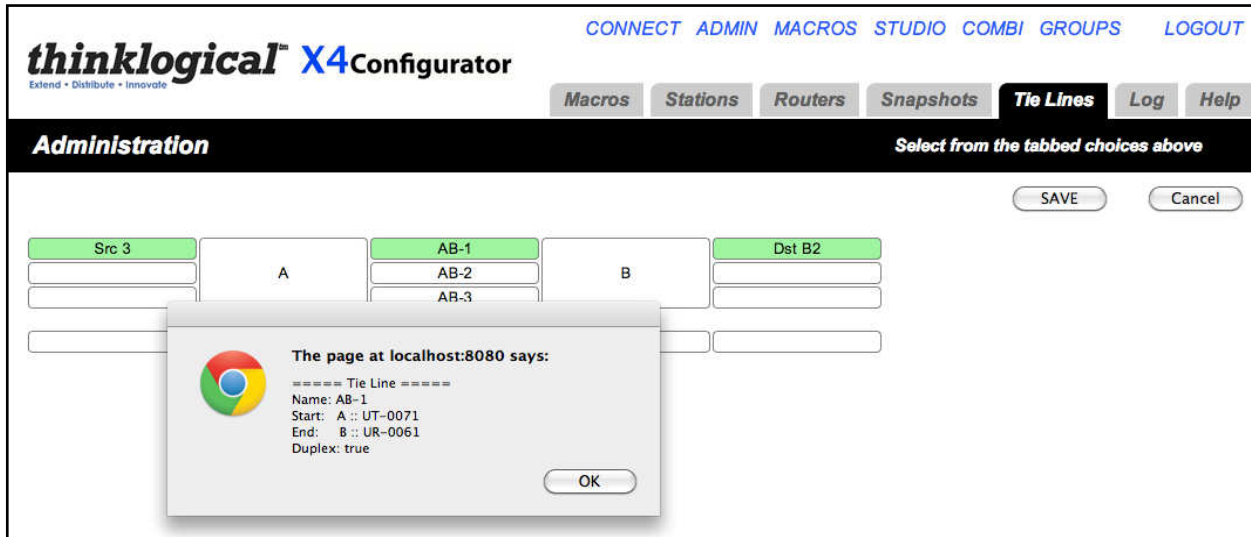 CONNECT ADMIN MACROS STUDIO COMBI GROUPS LOGOUT
thinklogical™ X4Configurator
Extend • Distribute • Innovate
Macros Stations Routers Snapshots Tie Lines Log Help
Administration Select from the tabbed choices above
SAVE Cancel
Src 3 AB-1 Dst B2
A AB-2 B
AB-3
The page at localhost:8080 says:
===== Tie Line =====
Name: AB-1
Start: A :: UT-0071
End: B :: UR-0061
Duplex: true
OK